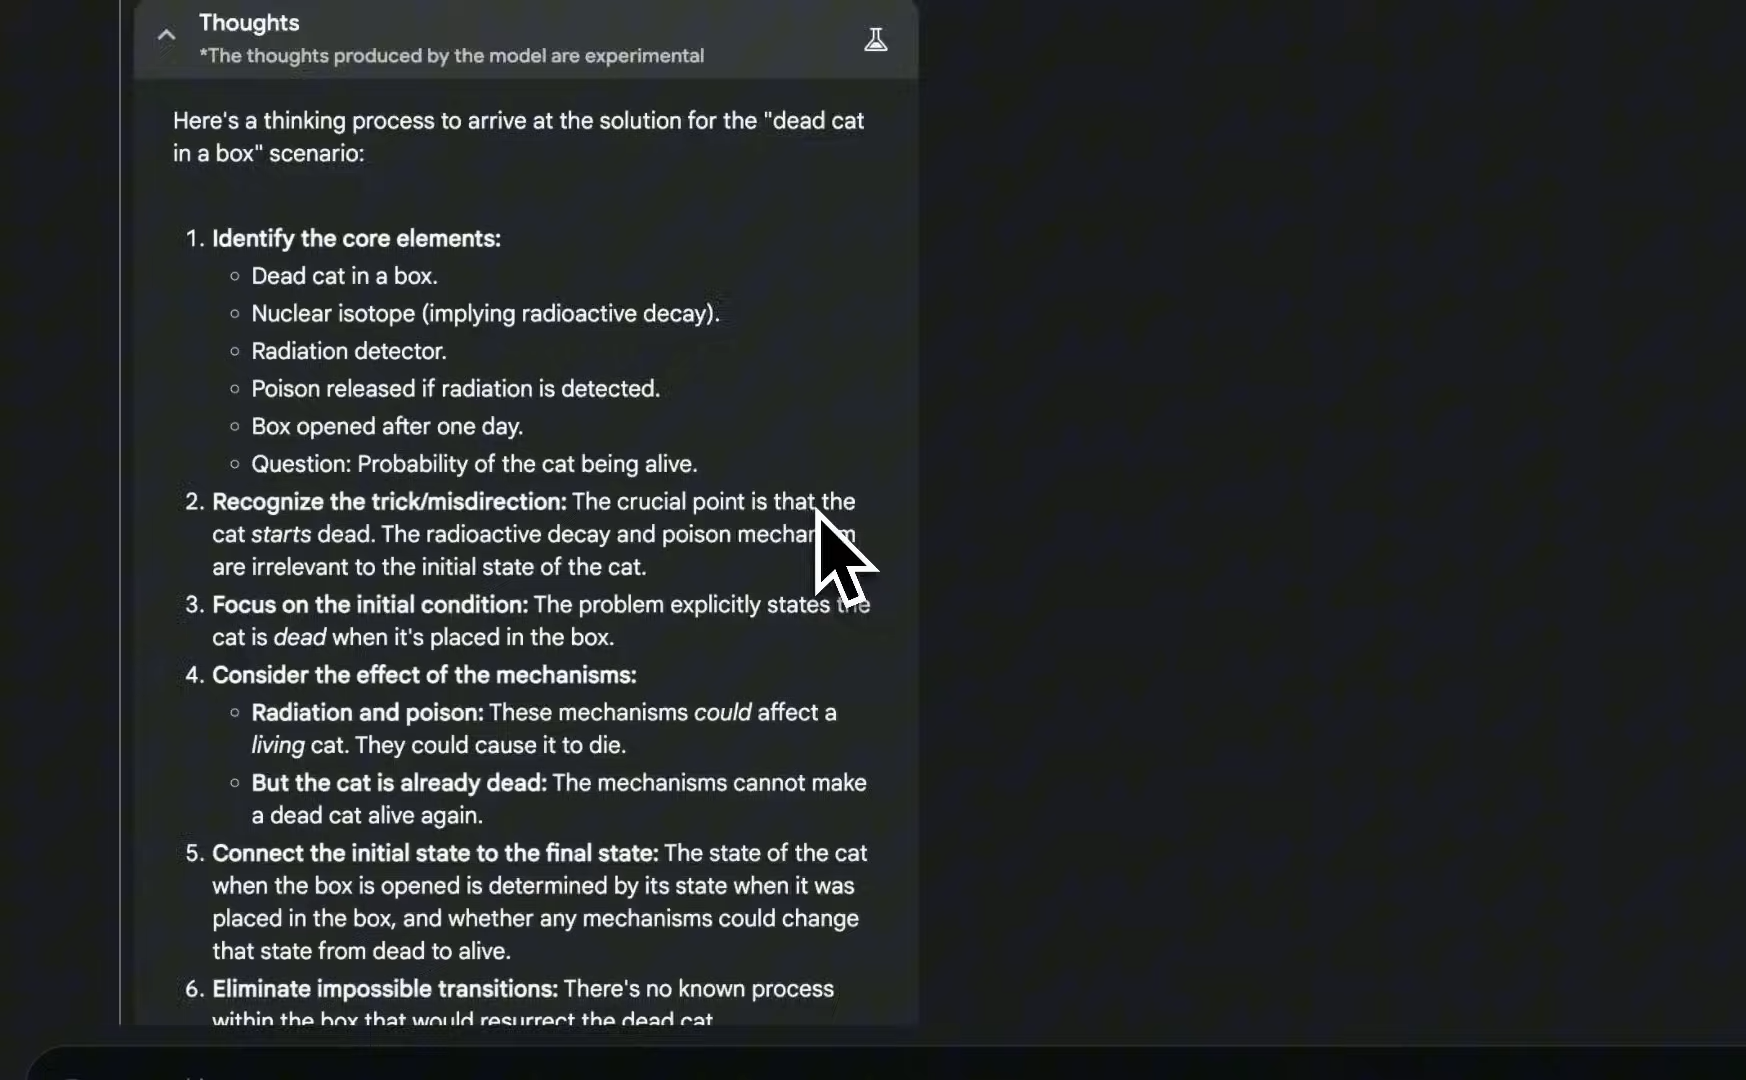 Thoughts
*The thoughts produced by the model are experimental
Here's a thinking process to arrive at the solution for the "dead cat
in a box" scenario:
1. Identify the core elements:
Dead cat in a box.
Nuclear isotope (implying radioactive decay).
Radiation detector.
Poison released if radiation is detected.
Box opened after one day.
Question: Probability of the cat being alive.
2. Recognize the trick/misdirection: The crucial point is that the
cat starts dead. The radioactive decay and poison
are irrelevant to the initial state of the cat.
3. Focus on the initial condition: The problem explicitly states the
cat is dead when it's placed in the box.
4. Consider the effect of the mechanisms:
Radiation and poison: These mechanisms could affect a
living cat. They could cause it to die.
But the cat is already dead: The mechanisms cannot make
a dead cat alive again.
5. Connect the initial state to the final state: The state of the cat
when the box is opened is determined by its state when it was
placed in the box, and whether any mechanisms could change
that state from dead to alive.
6. Eliminate impossible transitions: There's no known process
within the box that would resurrect the dead cat